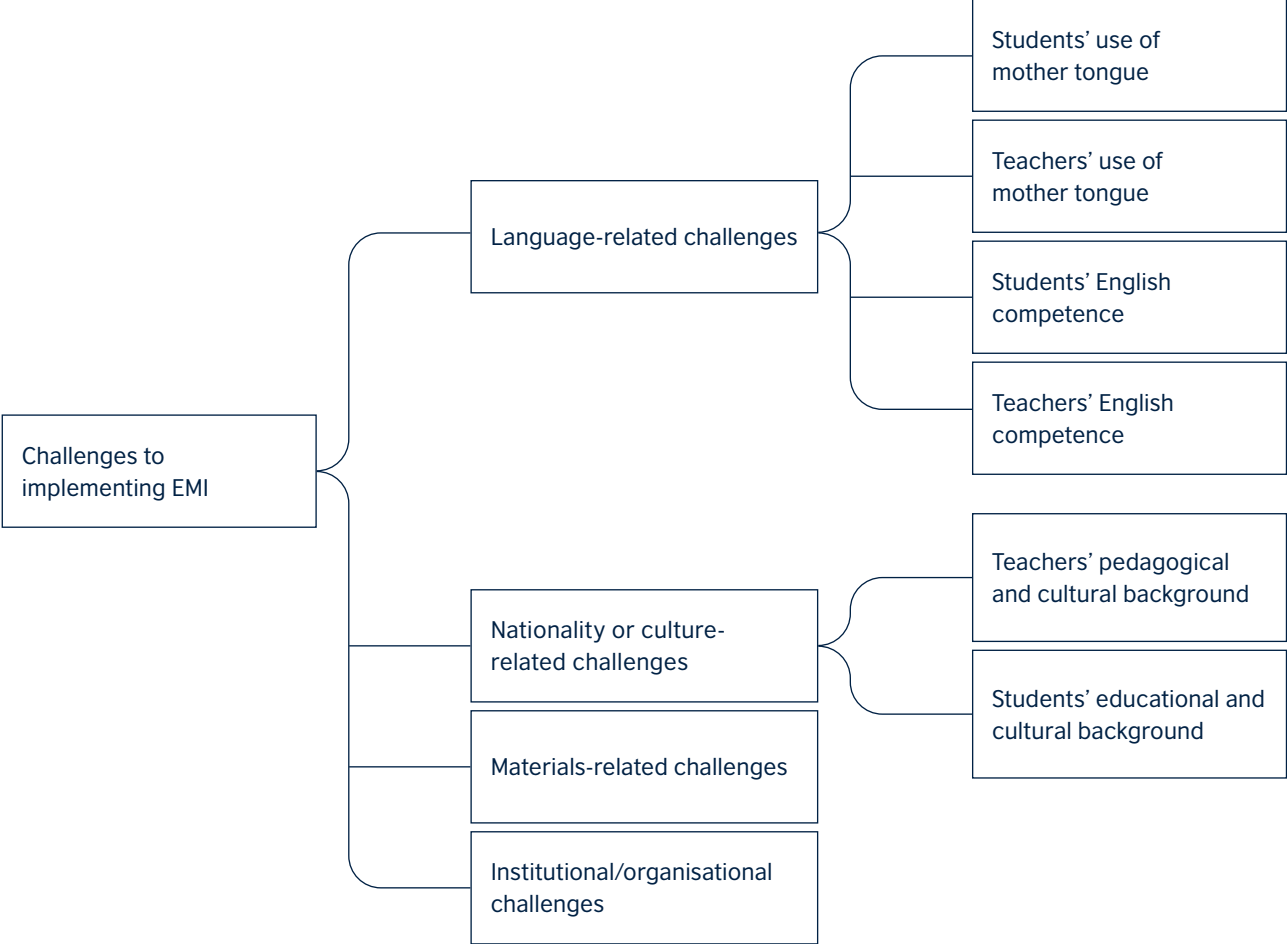 Challenges to
implementing EMI
Language-related challenges
Students’ use of
mother tongue
Teachers’ use of
mother tongue
Students’ English
competence
Teachers’ English
competence
Nationality or culture-
related challenges
Teachers’ pedagogical
and cultural background
Students’ educational and
cultural background
Materials-related challenges
Institutional/organisational
challenges